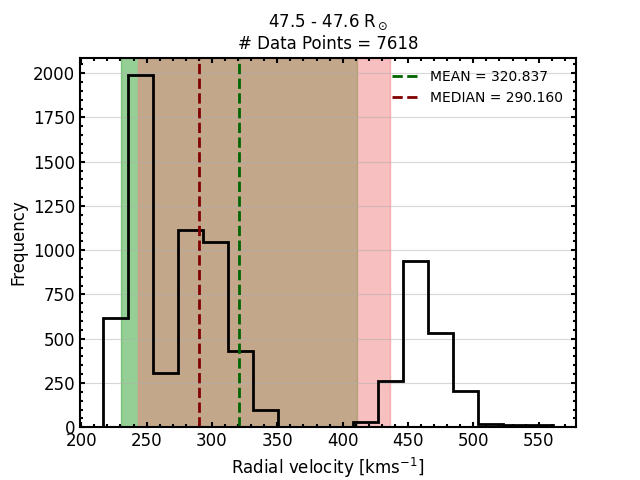 47.5 - 47.6 R⊙
# Data Points = 7618
MEAN = 320.837
MEDIAN = 290.160
Frequency
2000
1750
1500
1250
1000
750
500
250
0
200 250 300 350 400 450 500 550
Radial velocity [kms⁻¹]